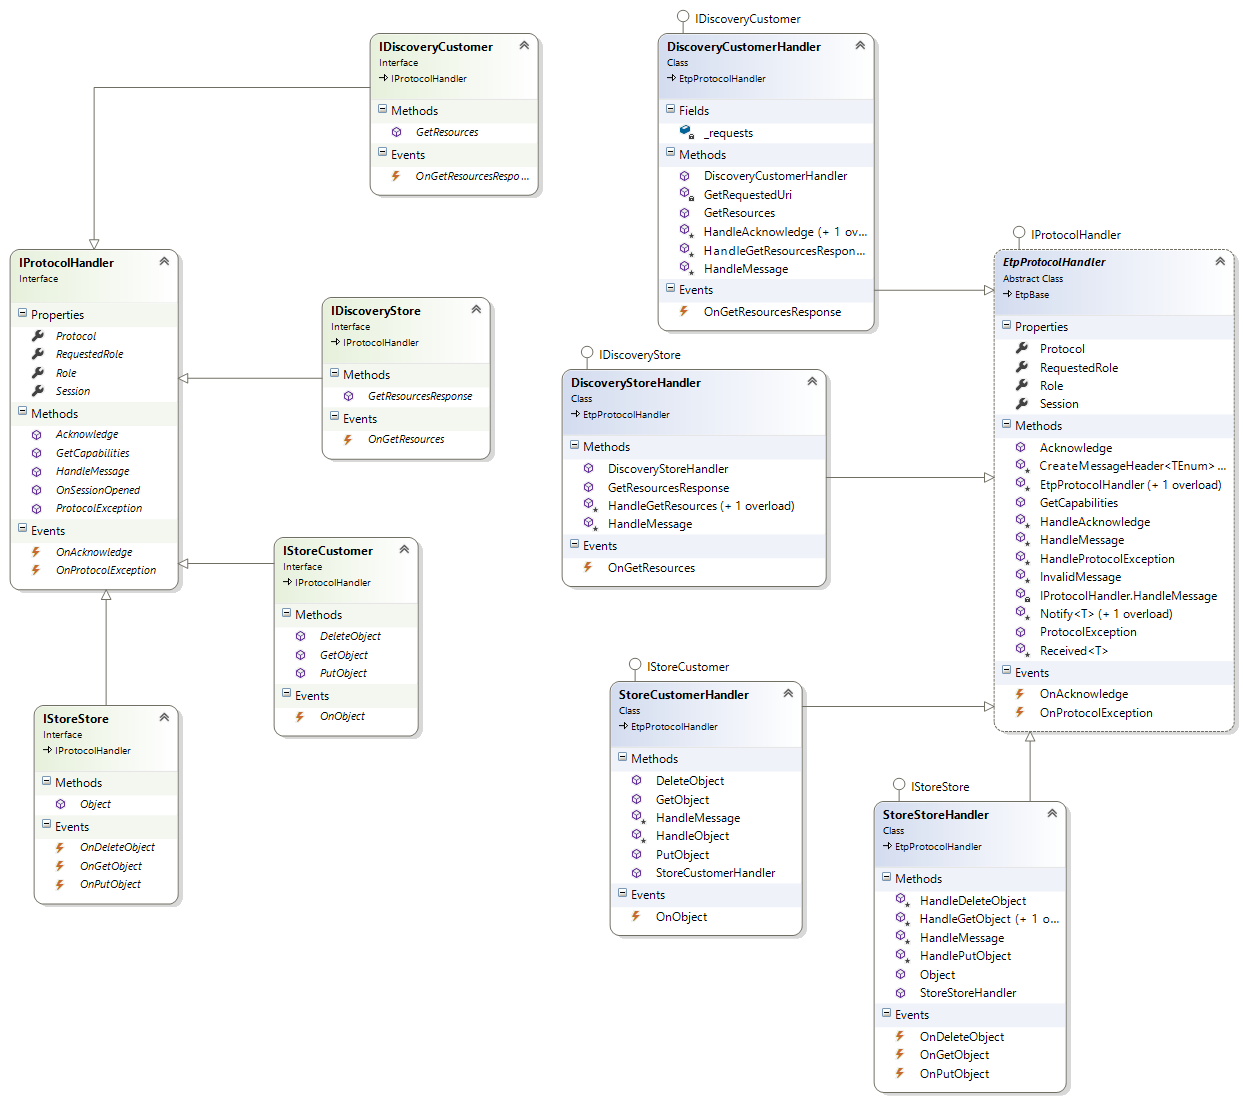 IDiscoveryCustomer
Interface
IProtocolHandler
Methods
GetResources
Events
OnGetResourcesRespo...
IProtocolHandler
Interface
Properties
Protocol
RequestedRole
Role
Session
Methods
Acknowledge
GetCapabilities
HandleMessage
OnSessionOpened
ProtocolException
Events
OnAcknowledge
OnProtocolException
IDiscoveryStore
Interface
IProtocolHandler
Methods
GetResourcesResponse
Events
OnGetResources
IStoreCustomer
Interface
IProtocolHandler
Methods
DeleteObject
GetObject
PutObject
Events
OnObject
IStoreStore
Interface
IProtocolHandler
Methods
Object
Events
OnDeleteObject
OnGetObject
OnPutObject
IDiscoveryCustomer
DiscoveryCustomerHandler
Class
EtpProtocolHandler
Fields
_requests
Methods
DiscoveryCustomerHandler
GetRequestedUri
GetResources
HandleAcknowledge (+ 1 ov...
HandleGetResourcesRespon...
HandleMessage
Events
OnGetResourcesResponse
IDiscoveryStore
DiscoveryStoreHandler
Class
EtpProtocolHandler
Methods
DiscoveryStoreHandler
GetResourcesResponse
HandleGetResources (+ 1 overload)
HandleMessage
Events
OnGetResources
IProtocolHandler
EtpProtocolHandler
Abstract Class
EtpBase
Properties
Protocol
RequestedRole
Role
Session
Methods
Acknowledge
CreateMessageHeader<TEnum> ...
EtpProtocolHandler (+ 1 overload)
GetCapabilities
HandleAcknowledge
HandleMessage
HandleProtocolException
InvalidMessage
IProtocolHandler.HandleMessage
Notify<T> (+ 1 overload)
ProtocolException
Received<T>
Events
OnAcknowledge
OnProtocolException
IStoreCustomer
StoreCustomerHandler
Class
EtpProtocolHandler
Methods
DeleteObject
GetObject
HandleMessage
HandleObject
PutObject
StoreCustomerHandler
Events
OnObject
IStoreStore
StoreStoreHandler
Class
EtpProtocolHandler
Methods
HandleDeleteObject
HandleGetObject (+ 1 o...
HandleMessage
HandlePutObject
Object
StoreStoreHandler
Events
OnDeleteObject
OnGetObject
OnPutObject